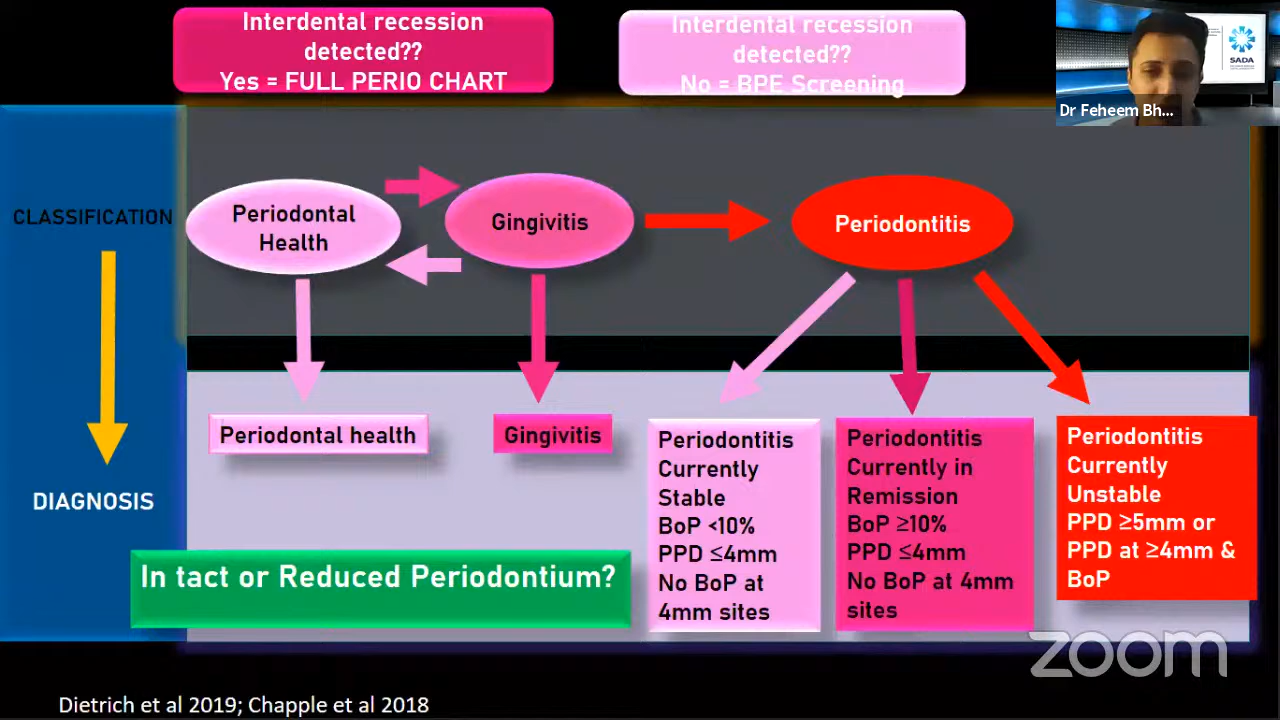 Interdental recession
detected??
Yes = FULL PERIO CHART
Interdental recession
detected??
No = BPE Screening
SADA
Dr Feheem Bh...
CLASSIFICATION
Periodontal
Health
Gingivitis
Periodontitis
DIAGNOSIS
Periodontal health
Gingivitis
Periodontitis
Currently
Stable
BoP <10%
PPD ≤4mm
No BoP at
4mm sites
Periodontitis
Currently in
Remission
BoP ≥10%
PPD ≤4mm
No BoP at 4mm
sites
Periodontitis
Currently
Unstable
PPD ≥5mm or
PPD at ≥4mm &
BoP
In tact or Reduced Periodontium?
zoom
Dietrich et al 2019; Chapple et al 2018